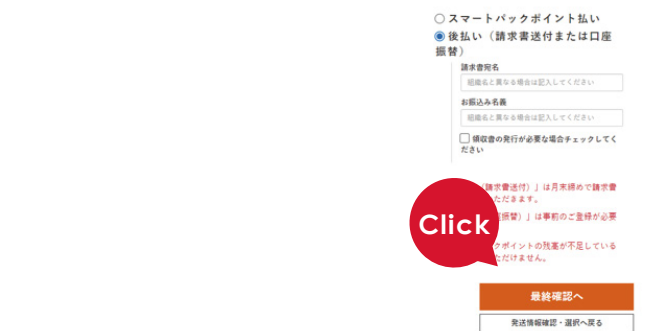 スマートパックポイント払い
後払い（請求書送付または口座
振替）
請求書宛名
組織名と異なる場合は記入してください
お振込み名義
組織名と異なる場合は記入してください
領収書の発行が必要な場合チェックしてく
ださい
（請求書送付）」は月末締めで請求書
ただきます。
振替）」は事前のご登録が必要
Click
クポイントの残高が不足している
ただけません。
最終確認へ
発送情報確認・選択へ戻る